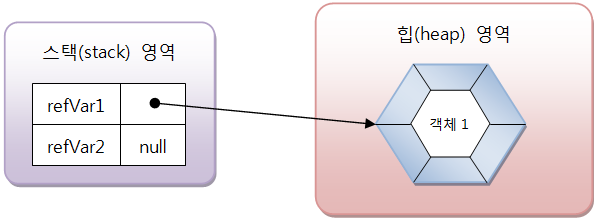 스택(stack) 영역
refVar1
refVar2 null
힙(heap) 영역
객체 1